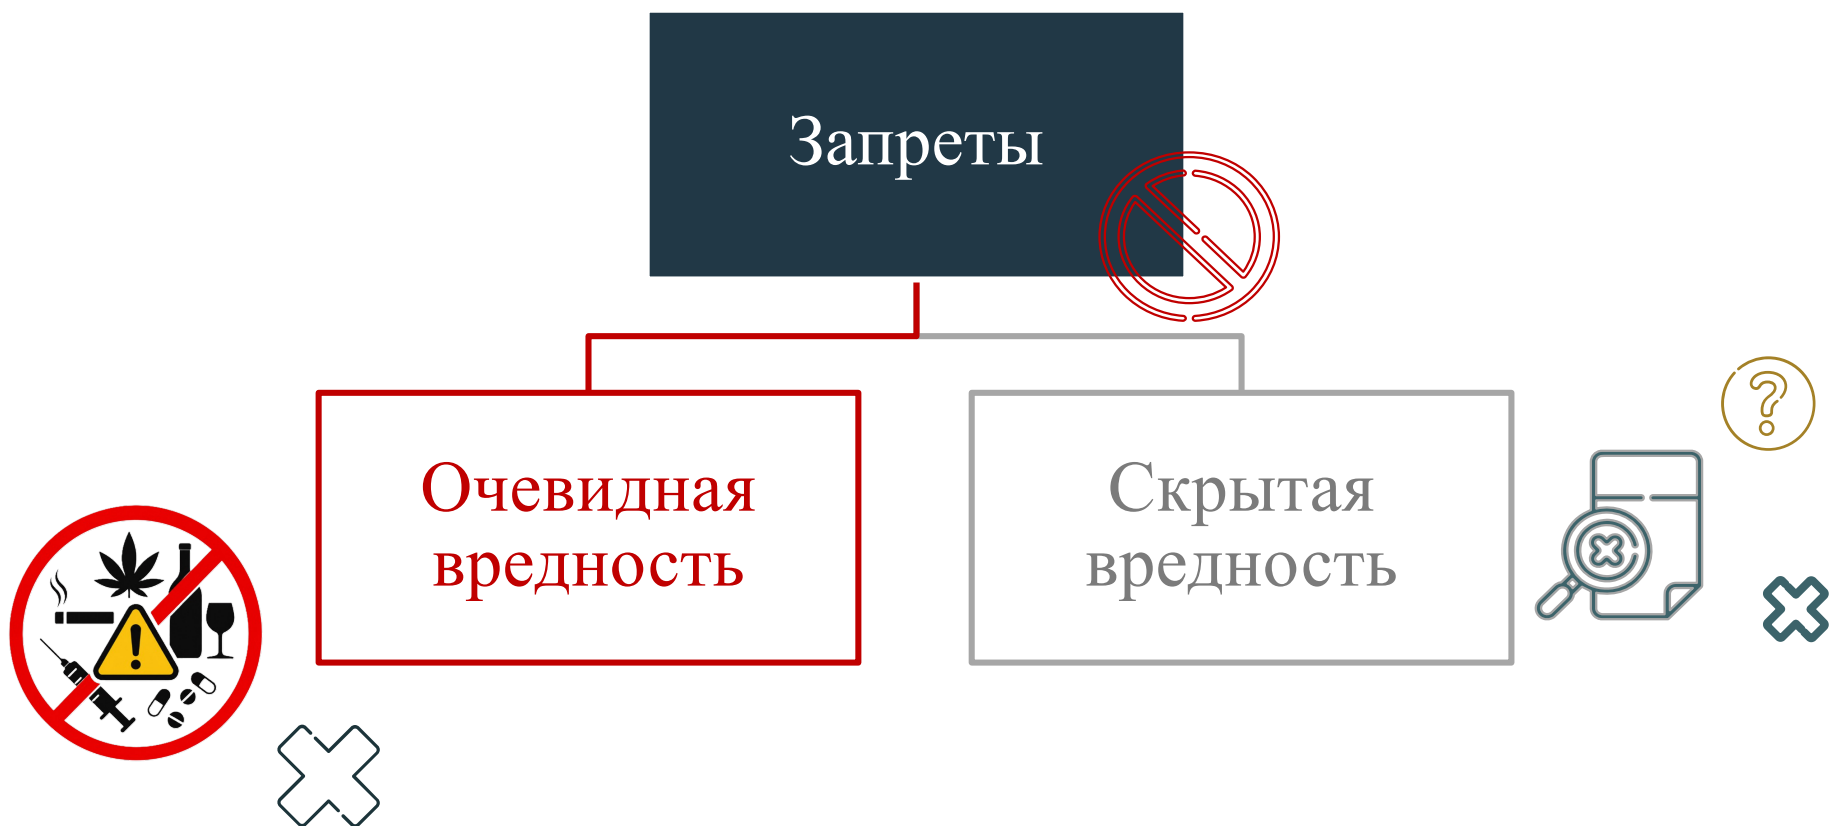 Запреты
Очевидная
вредность
Скрытая
вредность